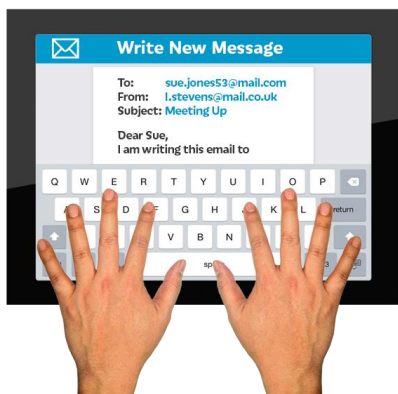 Write New Message
To: sue.jones53@mail.com
From: l.stevens@mail.co.uk
Subject: Meeting Up
Dear Sue,
I am writing this email to
Q W E R T Y U I O P
S D G H K L return
V B N